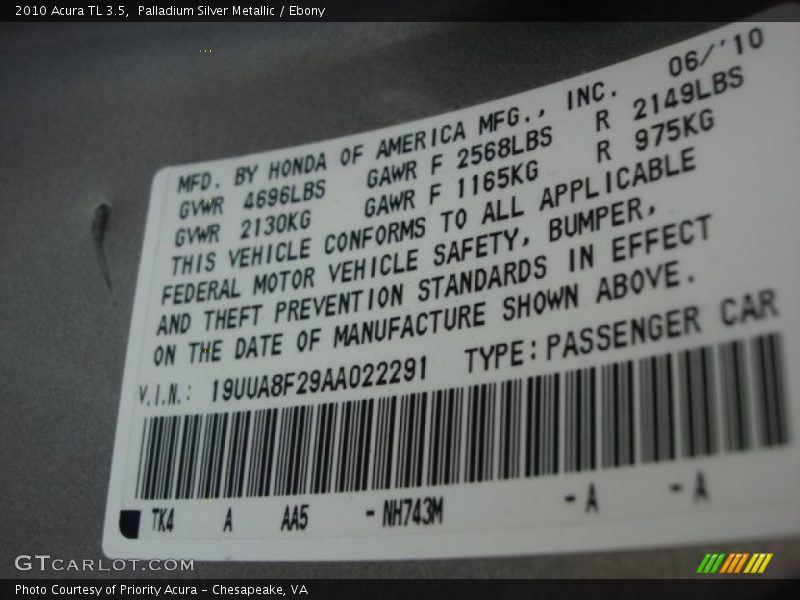 2010 Acura TL 3.5,  Palladium Silver Metallic / Ebony
MFD. BY HONDA OF AMERICA MFG., INC. 06/'10
GVWR 4696LBS GAWR F 2568LBS R 2149LBS
GVWR 2130KG GAWR F 1165KG R 975KG
THIS VEHICLE CONFORMS TO ALL APPLICABLE
FEDERAL MOTOR VEHICLE SAFETY, BUMPER,
AND THEFT PREVENTION STANDARDS IN EFFECT
ON THE DATE OF MANUFACTURE SHOWN ABOVE.
V.I.N.: 19UUA8F29AA022291 TYPE: PASSENGER CAR
TK4 A AA5 -NH743M -A -A
GTCARLOT.COM
Photo Courtesy of Priority Acura - Chesapeake, VA